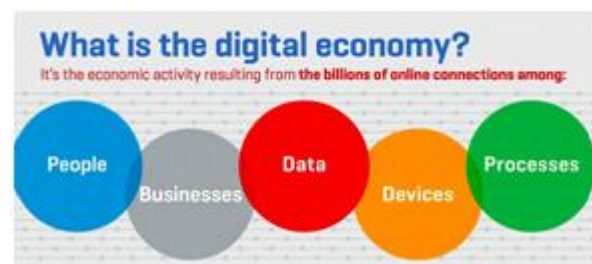 What is the digital economy?
It's the economic activity resulting from the billions of online connections among:
People
Businesses
Data
Devices
Processes